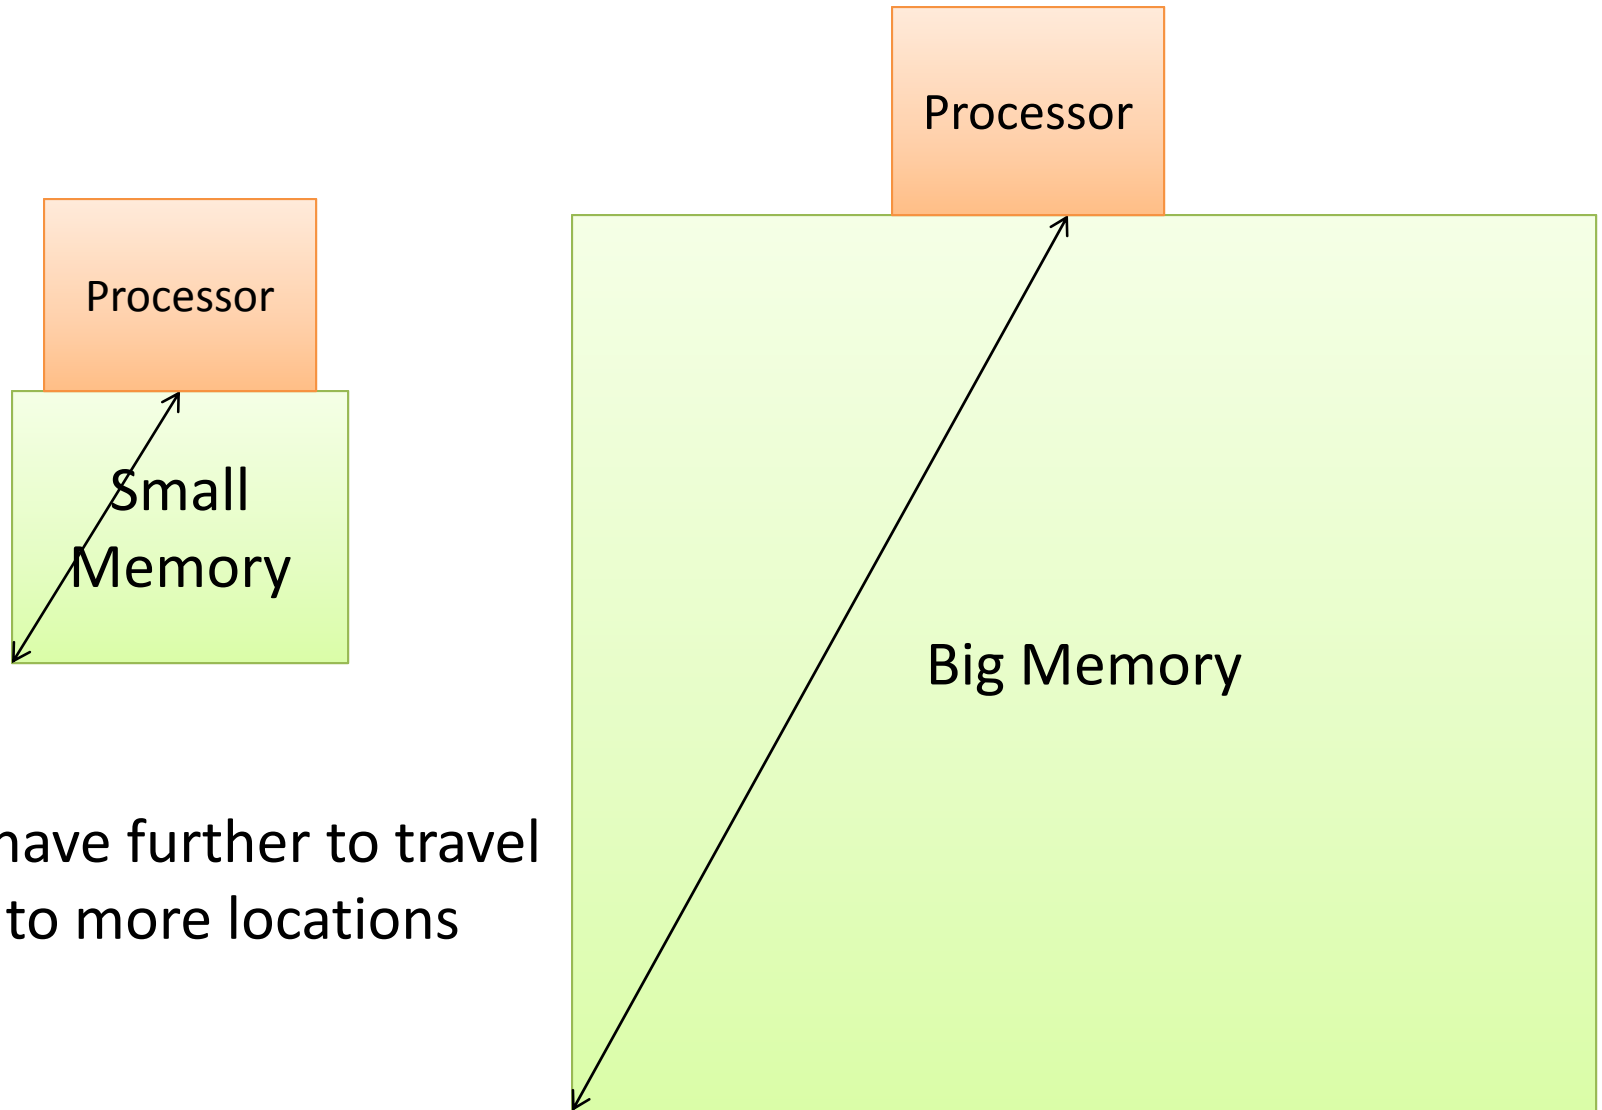 Processor
Processor
Small
Memory
Big Memory
have further to travel
to more locations